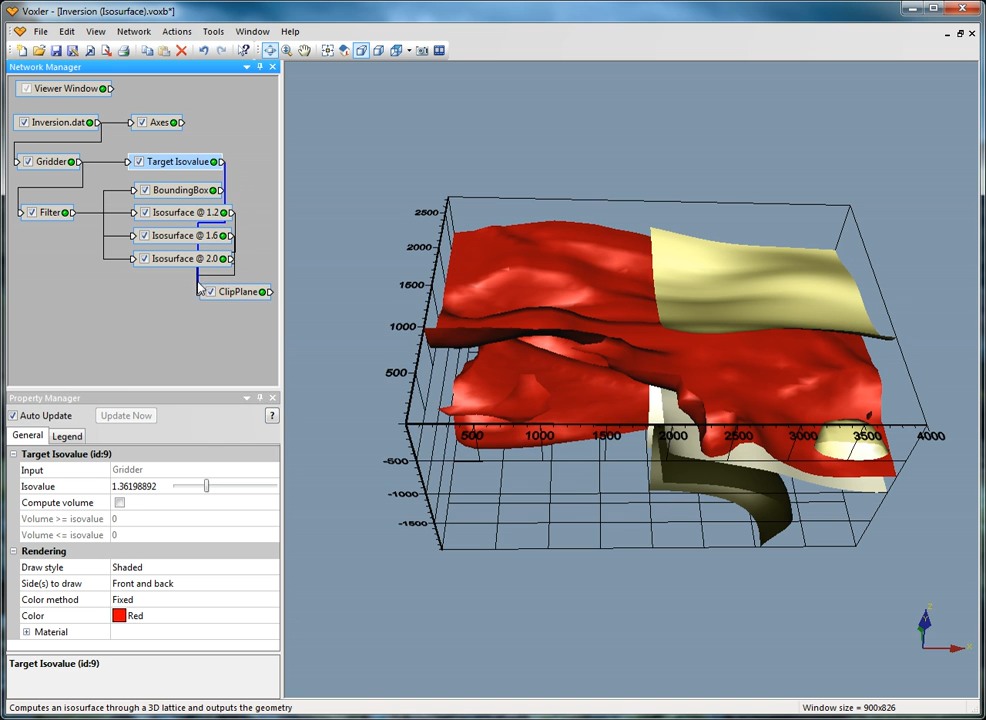 Voxler - [Inversion (Isosurface).voxb*]
File Edit View Network Actions Tools Window Help
Network Manager
Viewer Window
Inversion.dat
Axes
Gridder
Target Isovalue
BoundingBox
Filter
Isosurface @ 1.2
Isosurface @ 1.6
Isosurface @ 2.0
ClipPlane
Property Manager
Auto Update Update Now ?
General Legend
Target Isovalue (id:9)
Input Gridder
Isovalue 1.36198892
Compute volume
Volume >= isovalue 0
Volume <= isovalue 0
Rendering
Draw style Shaded
Side(s) to draw Front and back
Color method Fixed
Color Red
Material
Target Isovalue (id:9)
2500
2000
1500
1000
500
-500
-1000
-1500
500 1000 1500 2000 2500 3000 3500 4000
Computes an isosurface through a 3D lattice and outputs the geometry
Window size = 900x826